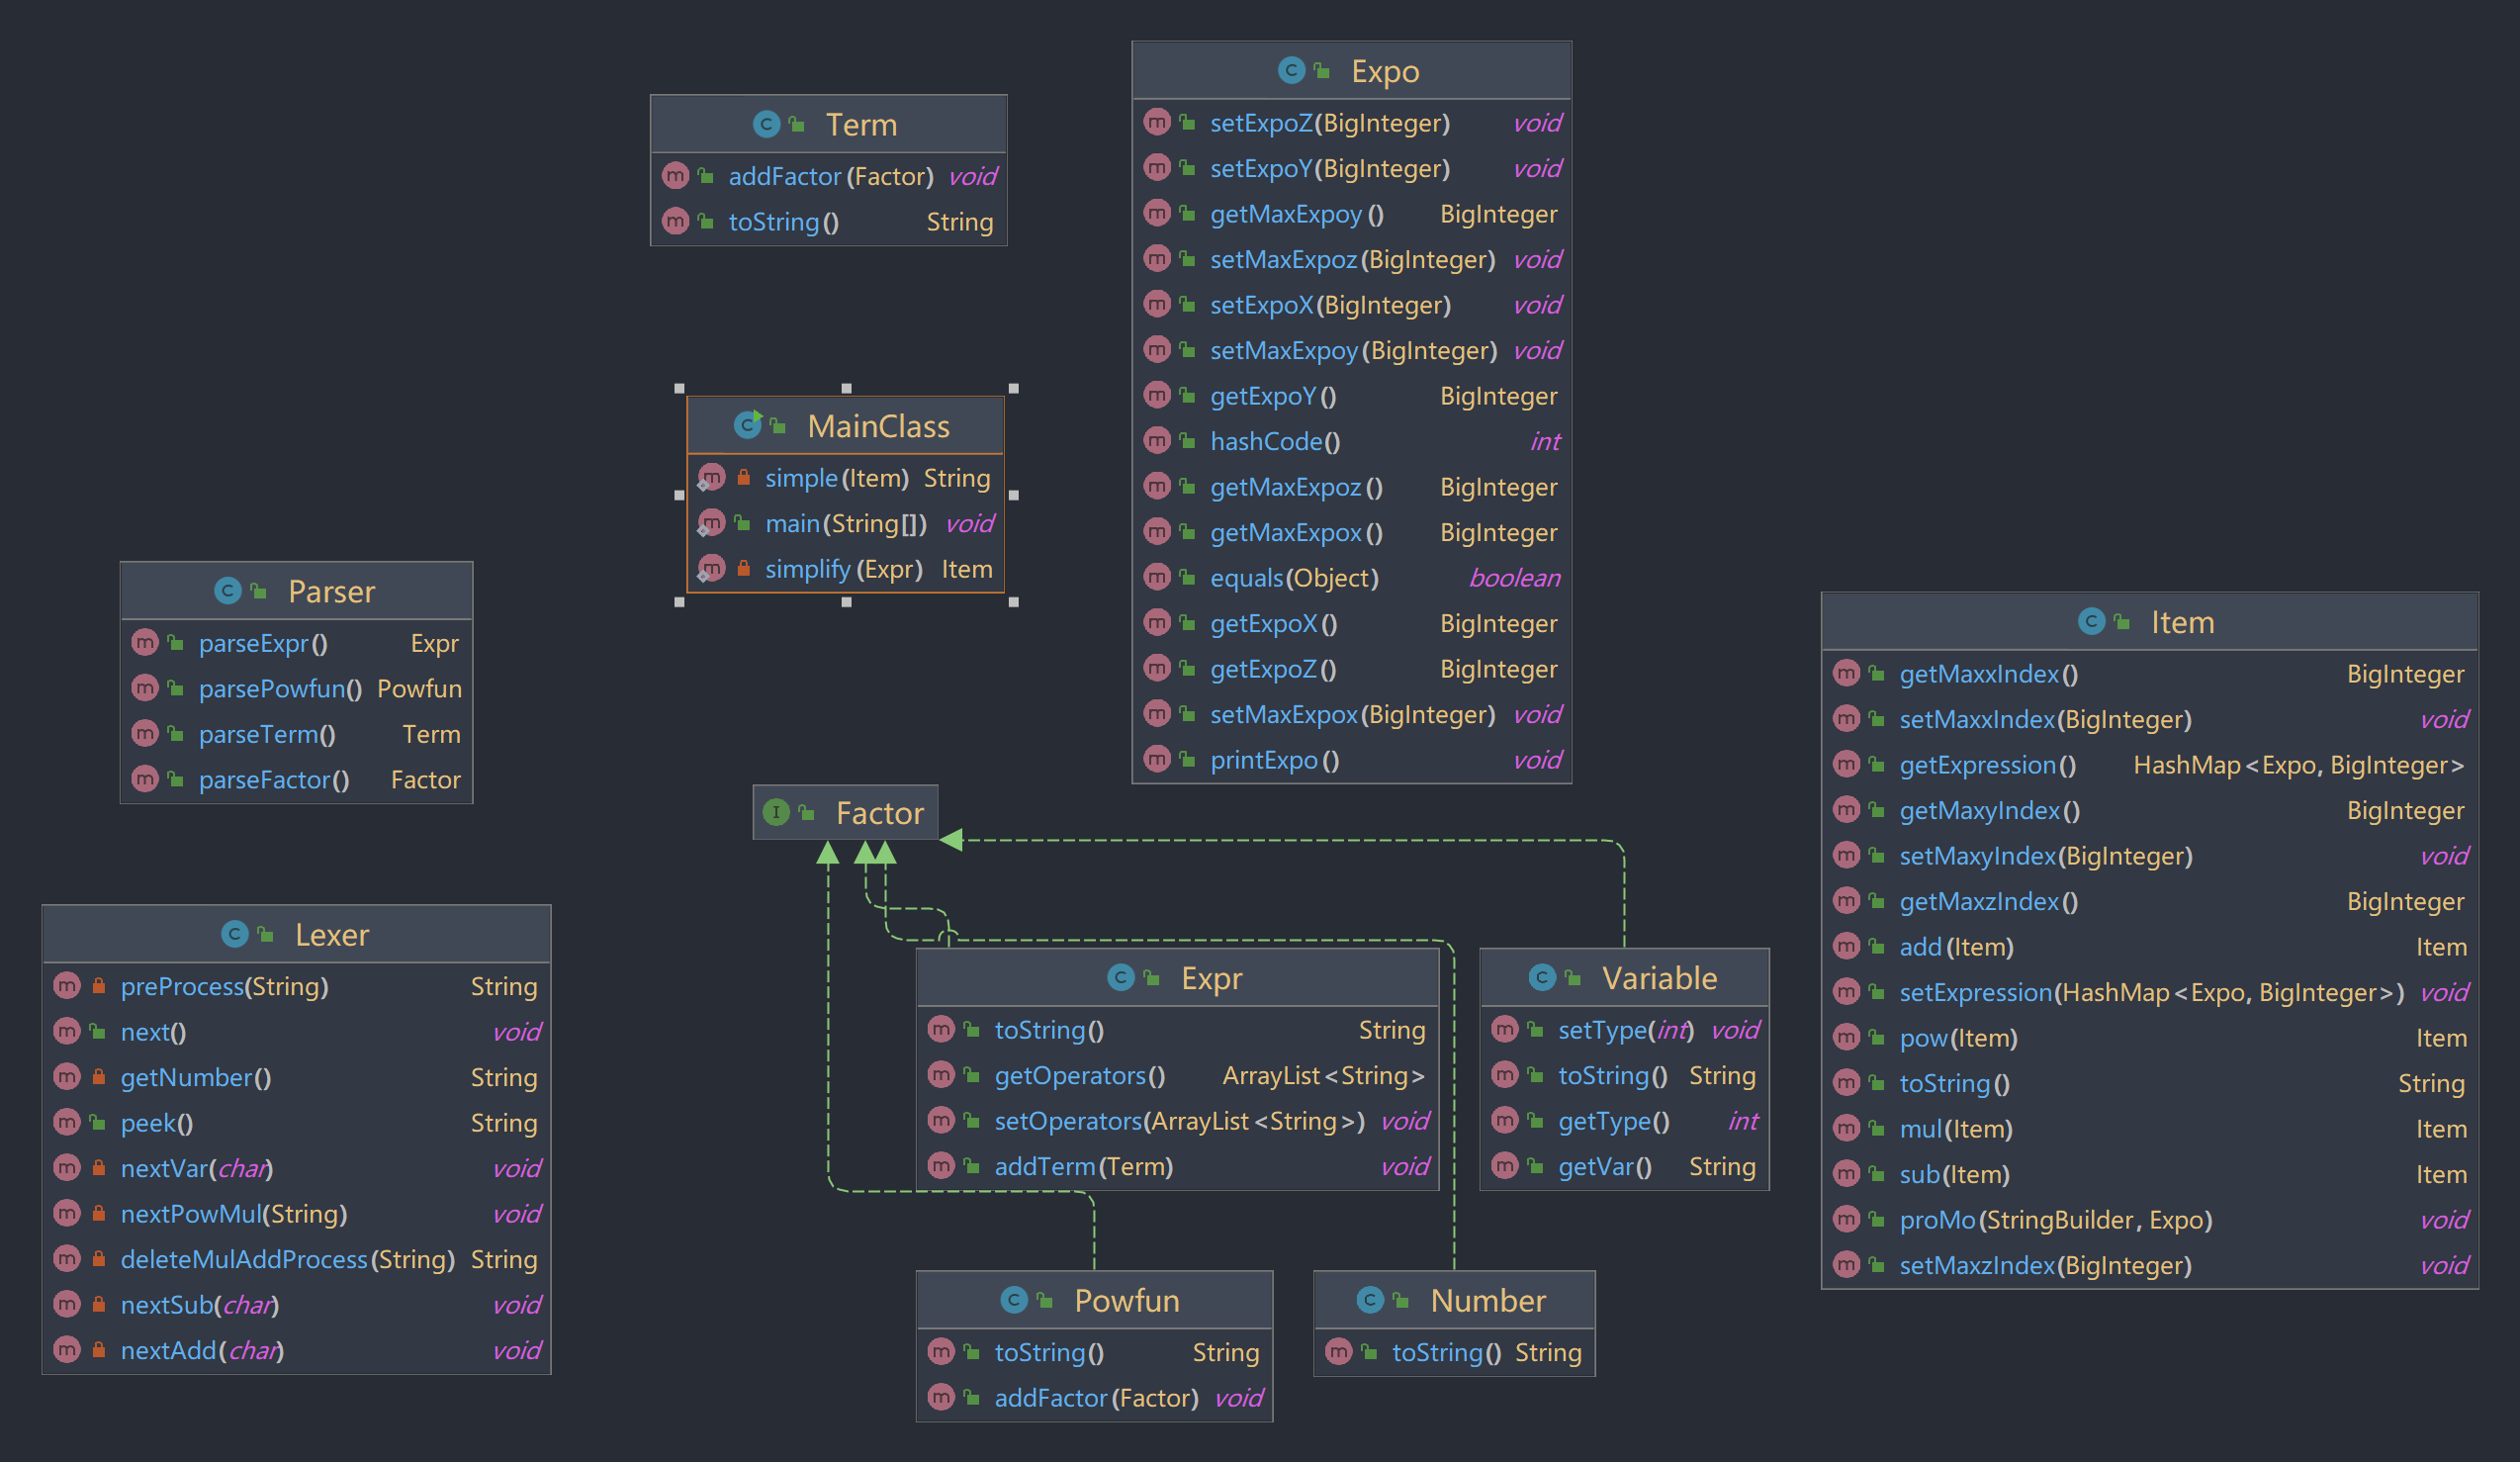 Term
addFactor(Factor) void
toString() String
Expo
setExpoZ(BigInteger) void
setExpoY(BigInteger) void
getMaxExpoy() BigInteger
setMaxExpoz(BigInteger) void
setExpoX(BigInteger) void
setMaxExpoy(BigInteger) void
getExpoY() BigInteger
hashCode() int
getMaxExpoz() BigInteger
getMaxExpox() BigInteger
equals(Object) boolean
getExpoX() BigInteger
getExpoZ() BigInteger
setMaxExpox(BigInteger) void
printExpo() void
MainClass
simple(Item) String
main(String[]) void
simplify(Expr) Item
Parser
parseExpr() Expr
parsePowfun() Powfun
parseTerm() Term
parseFactor() Factor
Item
getMaxxIndex() BigInteger
setMaxxIndex(BigInteger) void
getExpression() HashMap<Expo, BigInteger>
getMaxyIndex() BigInteger
setMaxyIndex(BigInteger) void
getMaxzIndex() BigInteger
add(Item) Item
setExpression(HashMap<Expo, BigInteger>) void
pow(Item) Item
toString() String
mul(Item) Item
sub(Item) Item
proMo(StringBuilder, Expo) void
setMaxzIndex(BigInteger) void
Factor
Lexer
preProcess(String) String
next() void
getNumber() String
peek() String
nextVar(char) void
nextPowMul(String) void
deleteMulAddProcess(String) String
nextSub(char) void
nextAdd(char) void
Expr
toString() String
getOperators() ArrayList<String>
setOperators(ArrayList<String>) void
addTerm(Term) void
Variable
setType(int) void
toString() String
getType() int
getVar() String
Powfun
toString() String
addFactor(Factor) void
Number
toString() String